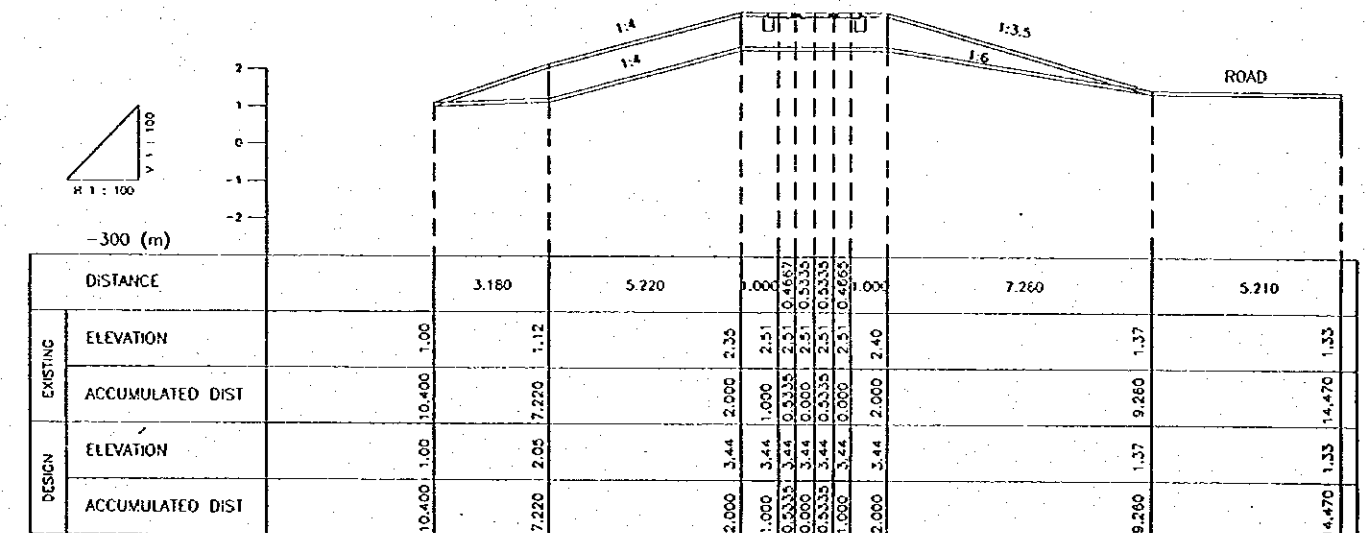 1:4
1:3.5
1:4
1:6
ROAD
2
1
0
-1
-2
V 1 : 100
H 1 : 100
-300 (m)
DISTANCE 3.180 5.220 1.000 0.4667 0.5335 0.5335 0.4665 1.000 7.260 5.210
EXISTING
ELEVATION 1.00 1.12 2.35 2.51 2.51 2.51 2.51 2.51 2.40 1.37 1.33
ACCUMULATED DIST 10.400 7.220 2.000 1.000 0.5335 0.000 0.5335 0.000 2.000 9.260 14.470
DESIGN
ELEVATION 1.00 2.05 3.44 3.44 3.44 3.44 3.44 3.44 3.44 1.37 1.33
ACCUMULATED DIST 10.400 7.220 2.000 1.000 0.5335 0.000 0.5335 1.000 2.000 9.260 14.470